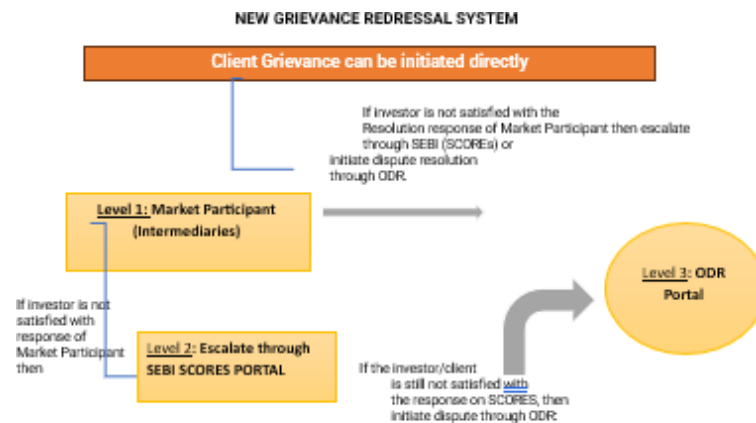 NEW GRIEVANCE REDRESSAL SYSTEM
Client Grievance can be initiated directly
If investor is not satisfied with the
Resolution response of Market Participant then escalate
through SEBI (SCOREs) or
initiate dispute resolution
through ODR.
Level 1: Market Participant
(Intermediaries)
Level 3: ODR
Portal
If investor is not
satisfied with
response of
Market Participant
then
Level 2: Escalate through
SEBI SCORES PORTAL
If the investor/client
is still not satisfied with
the response on SCORES, then
initiate dispute through ODR.